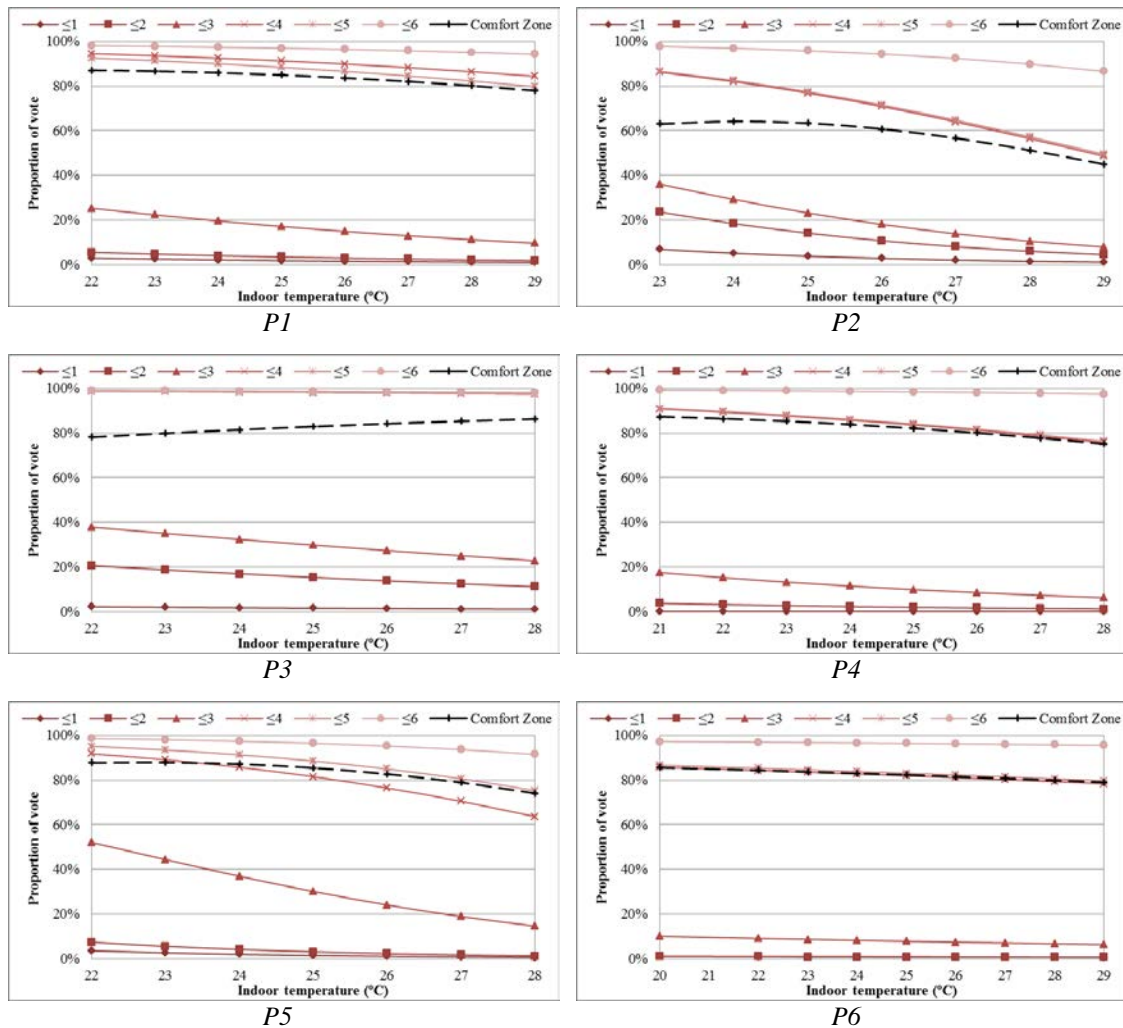 ≤1 ≤2 ≤3 ≤4 ≤5 ≤6 Comfort Zone
100%
80%
60%
40%
20%
0%
Proportion of vote
22 23 24 25 26 27 28 29
Indoor temperature (ºC)
P1
≤1 ≤2 ≤3 ≤4 ≤5 ≤6 Comfort Zone
100%
80%
60%
40%
20%
0%
Proportion of vote
23 24 25 26 27 28 29
Indoor temperature (ºC)
P2
≤1 ≤2 ≤3 ≤4 ≤5 ≤6 Comfort Zone
100%
80%
60%
40%
20%
0%
Proportion of vote
22 23 24 25 26 27 28
Indoor temperature (ºC)
P3
≤1 ≤2 ≤3 ≤4 ≤5 ≤6 Comfort Zone
100%
80%
60%
40%
20%
0%
Proportion of vote
21 22 23 24 25 26 27 28
Indoor temperature (ºC)
P4
≤1 ≤2 ≤3 ≤4 ≤5 ≤6 Comfort Zone
100%
80%
60%
40%
20%
0%
Proportion of vote
22 23 24 25 26 27 28
Indoor temperature (ºC)
P5
≤1 ≤2 ≤3 ≤4 ≤5 ≤6 Comfort Zone
100%
80%
60%
40%
20%
0%
Proportion of vote
20 21 22 23 24 25 26 27 28 29
Indoor temperature (ºC)
P6